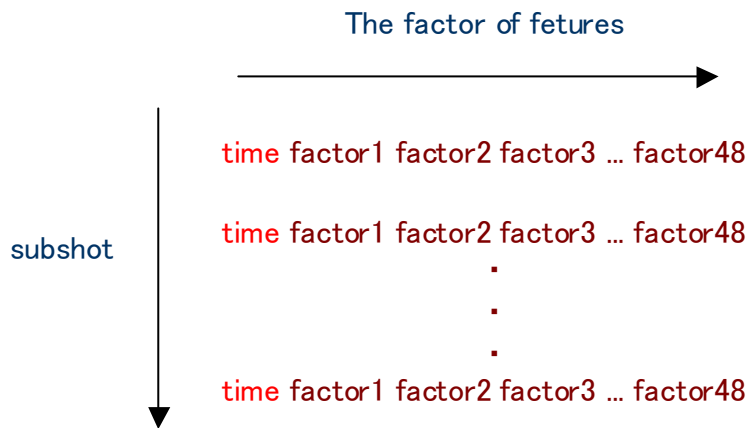 The factor of fetures
time factor1 factor2 factor3 ... factor48
time factor1 factor2 factor3 ... factor48
subshot
.
.
.
time factor1 factor2 factor3 ... factor48